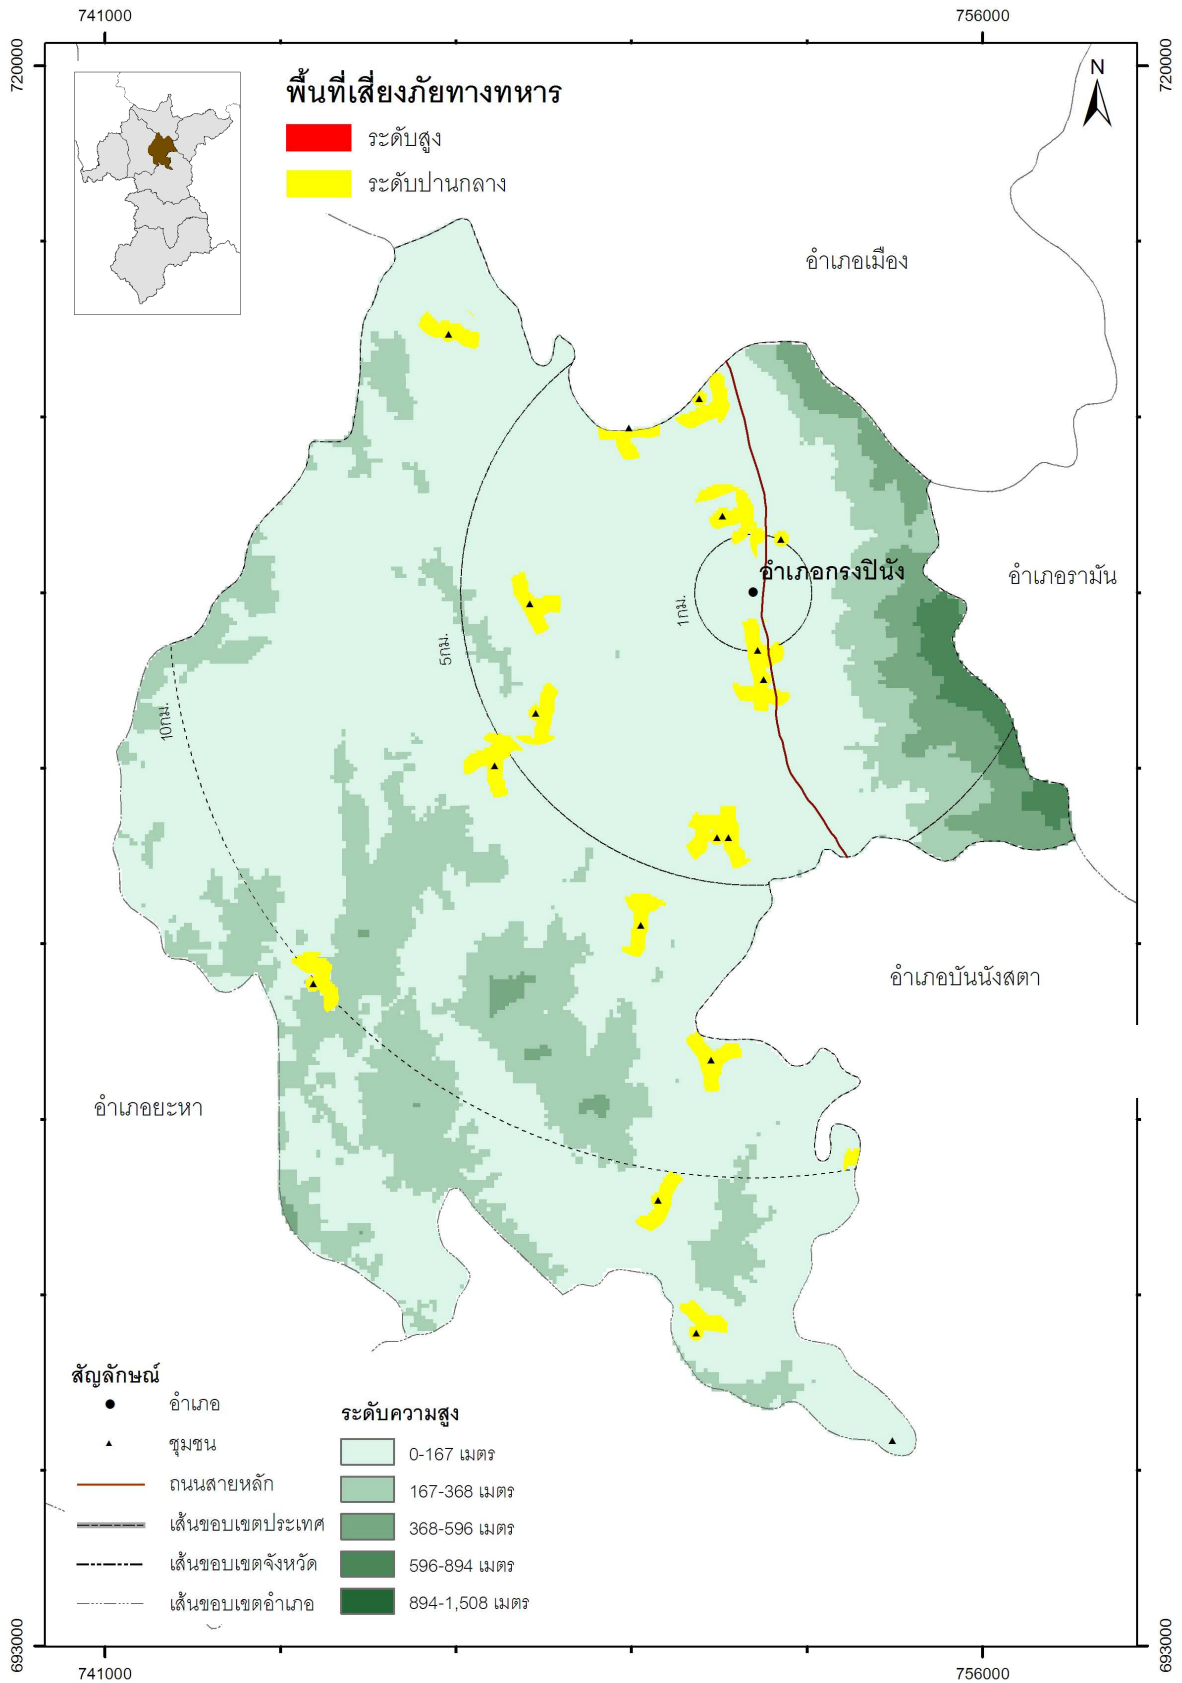 741000
756000
720000
720000
N
พื้นที่เสี่ยงภัยทางทหาร
ระดับสูง
ระดับปานกลาง
อำเภอเมือง
อำเภอกรงปินัง
อำเภอรามัน
1กม.
5กม.
10กม.
อำเภอบันนังสตา
อำเภอยะหา
สัญลักษณ์
อำเภอ
ชุมชน
ถนนสายหลัก
เส้นขอบเขตประเทศ
เส้นขอบเขตจังหวัด
เส้นขอบเขตอำเภอ
ระดับความสูง
0-167 เมตร
167-368 เมตร
368-596 เมตร
596-894 เมตร
894-1,508 เมตร
693000
693000
741000
756000